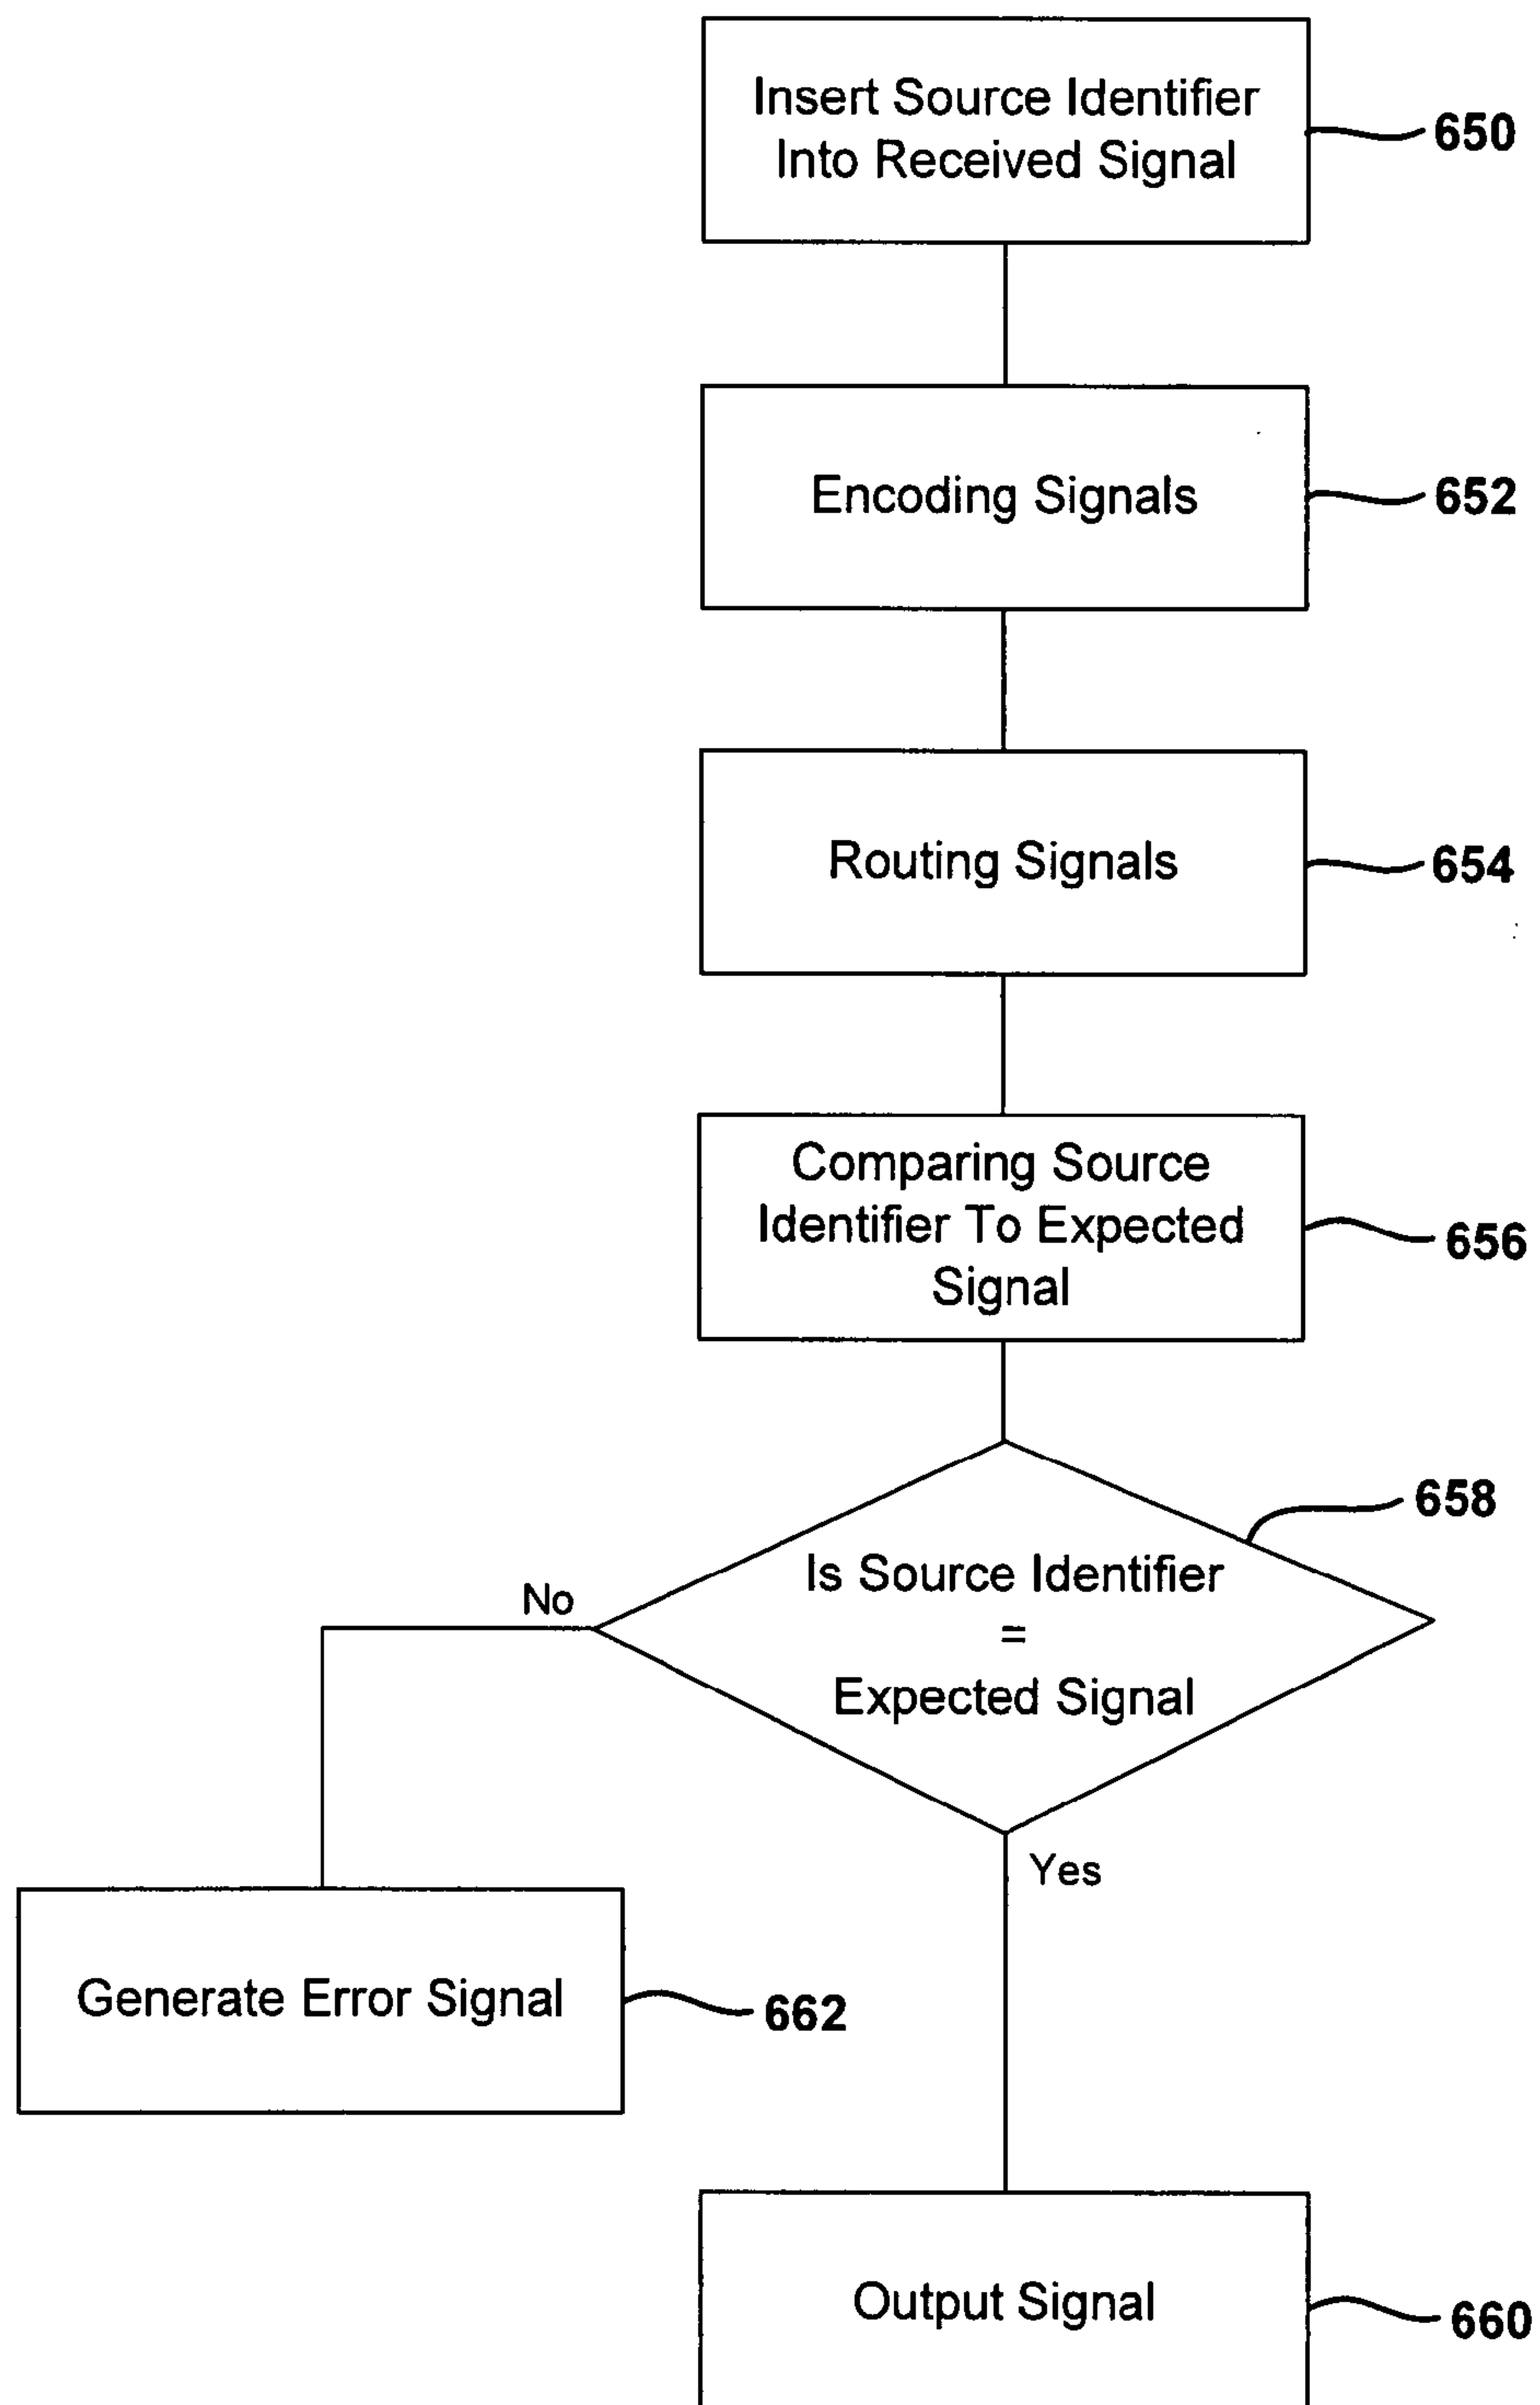 Insert Source Identifier
Into Received Signal
650
Encoding Signals
652
Routing Signals
654
Comparing Source
Identifier To Expected
Signal
656
658
Is Source Identifier
=
Expected Signal
No
Yes
Generate Error Signal
662
Output Signal
660